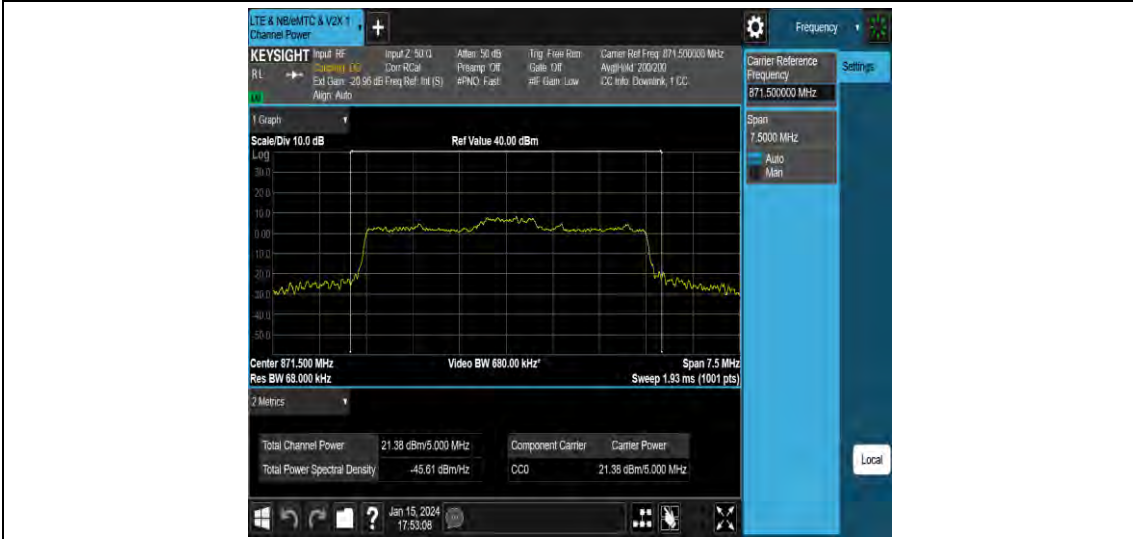 LTE & NB/eMTC & V2X 1
Channel Power
Frequency
KEYSIGHT Input: RF Input Z: 50 Ω Atten: 50 dB Trig: Free Run Carrier Ref Freq: 871.500000 MHz
RL Coupling: DC Corr RCal Preamp: Off Gate: Off Avg|Hold: 200/200
Freq Ref: Int (S) #PNO: Fast #IF Gain: Low CC Info: Downlink, 1 CC
Align: Auto
Carrier Reference
Frequency
871.500000 MHz
Settings
Span
7.5000 MHz
Auto
Man
1 Graph
Scale/Div 10.0 dB Ref Value 40.00 dBm
Log
30.0
20.0
10.0
0.00
-10.0
-20.0
-30.0
-40.0
-50.0
Center 871.500 MHz Video BW 680.00 kHz* Span 7.5 MHz
Res BW 68.000 kHz Sweep 1.93 ms (1001 pts)
2 Metrics
Total Channel Power 21.38 dBm/5.000 MHz Component Carrier Carrier Power
Total Power Spectral Density -45.61 dBm/Hz CC0 21.38 dBm/5.000 MHz
Local
? Jan 15, 2024
17:53:08